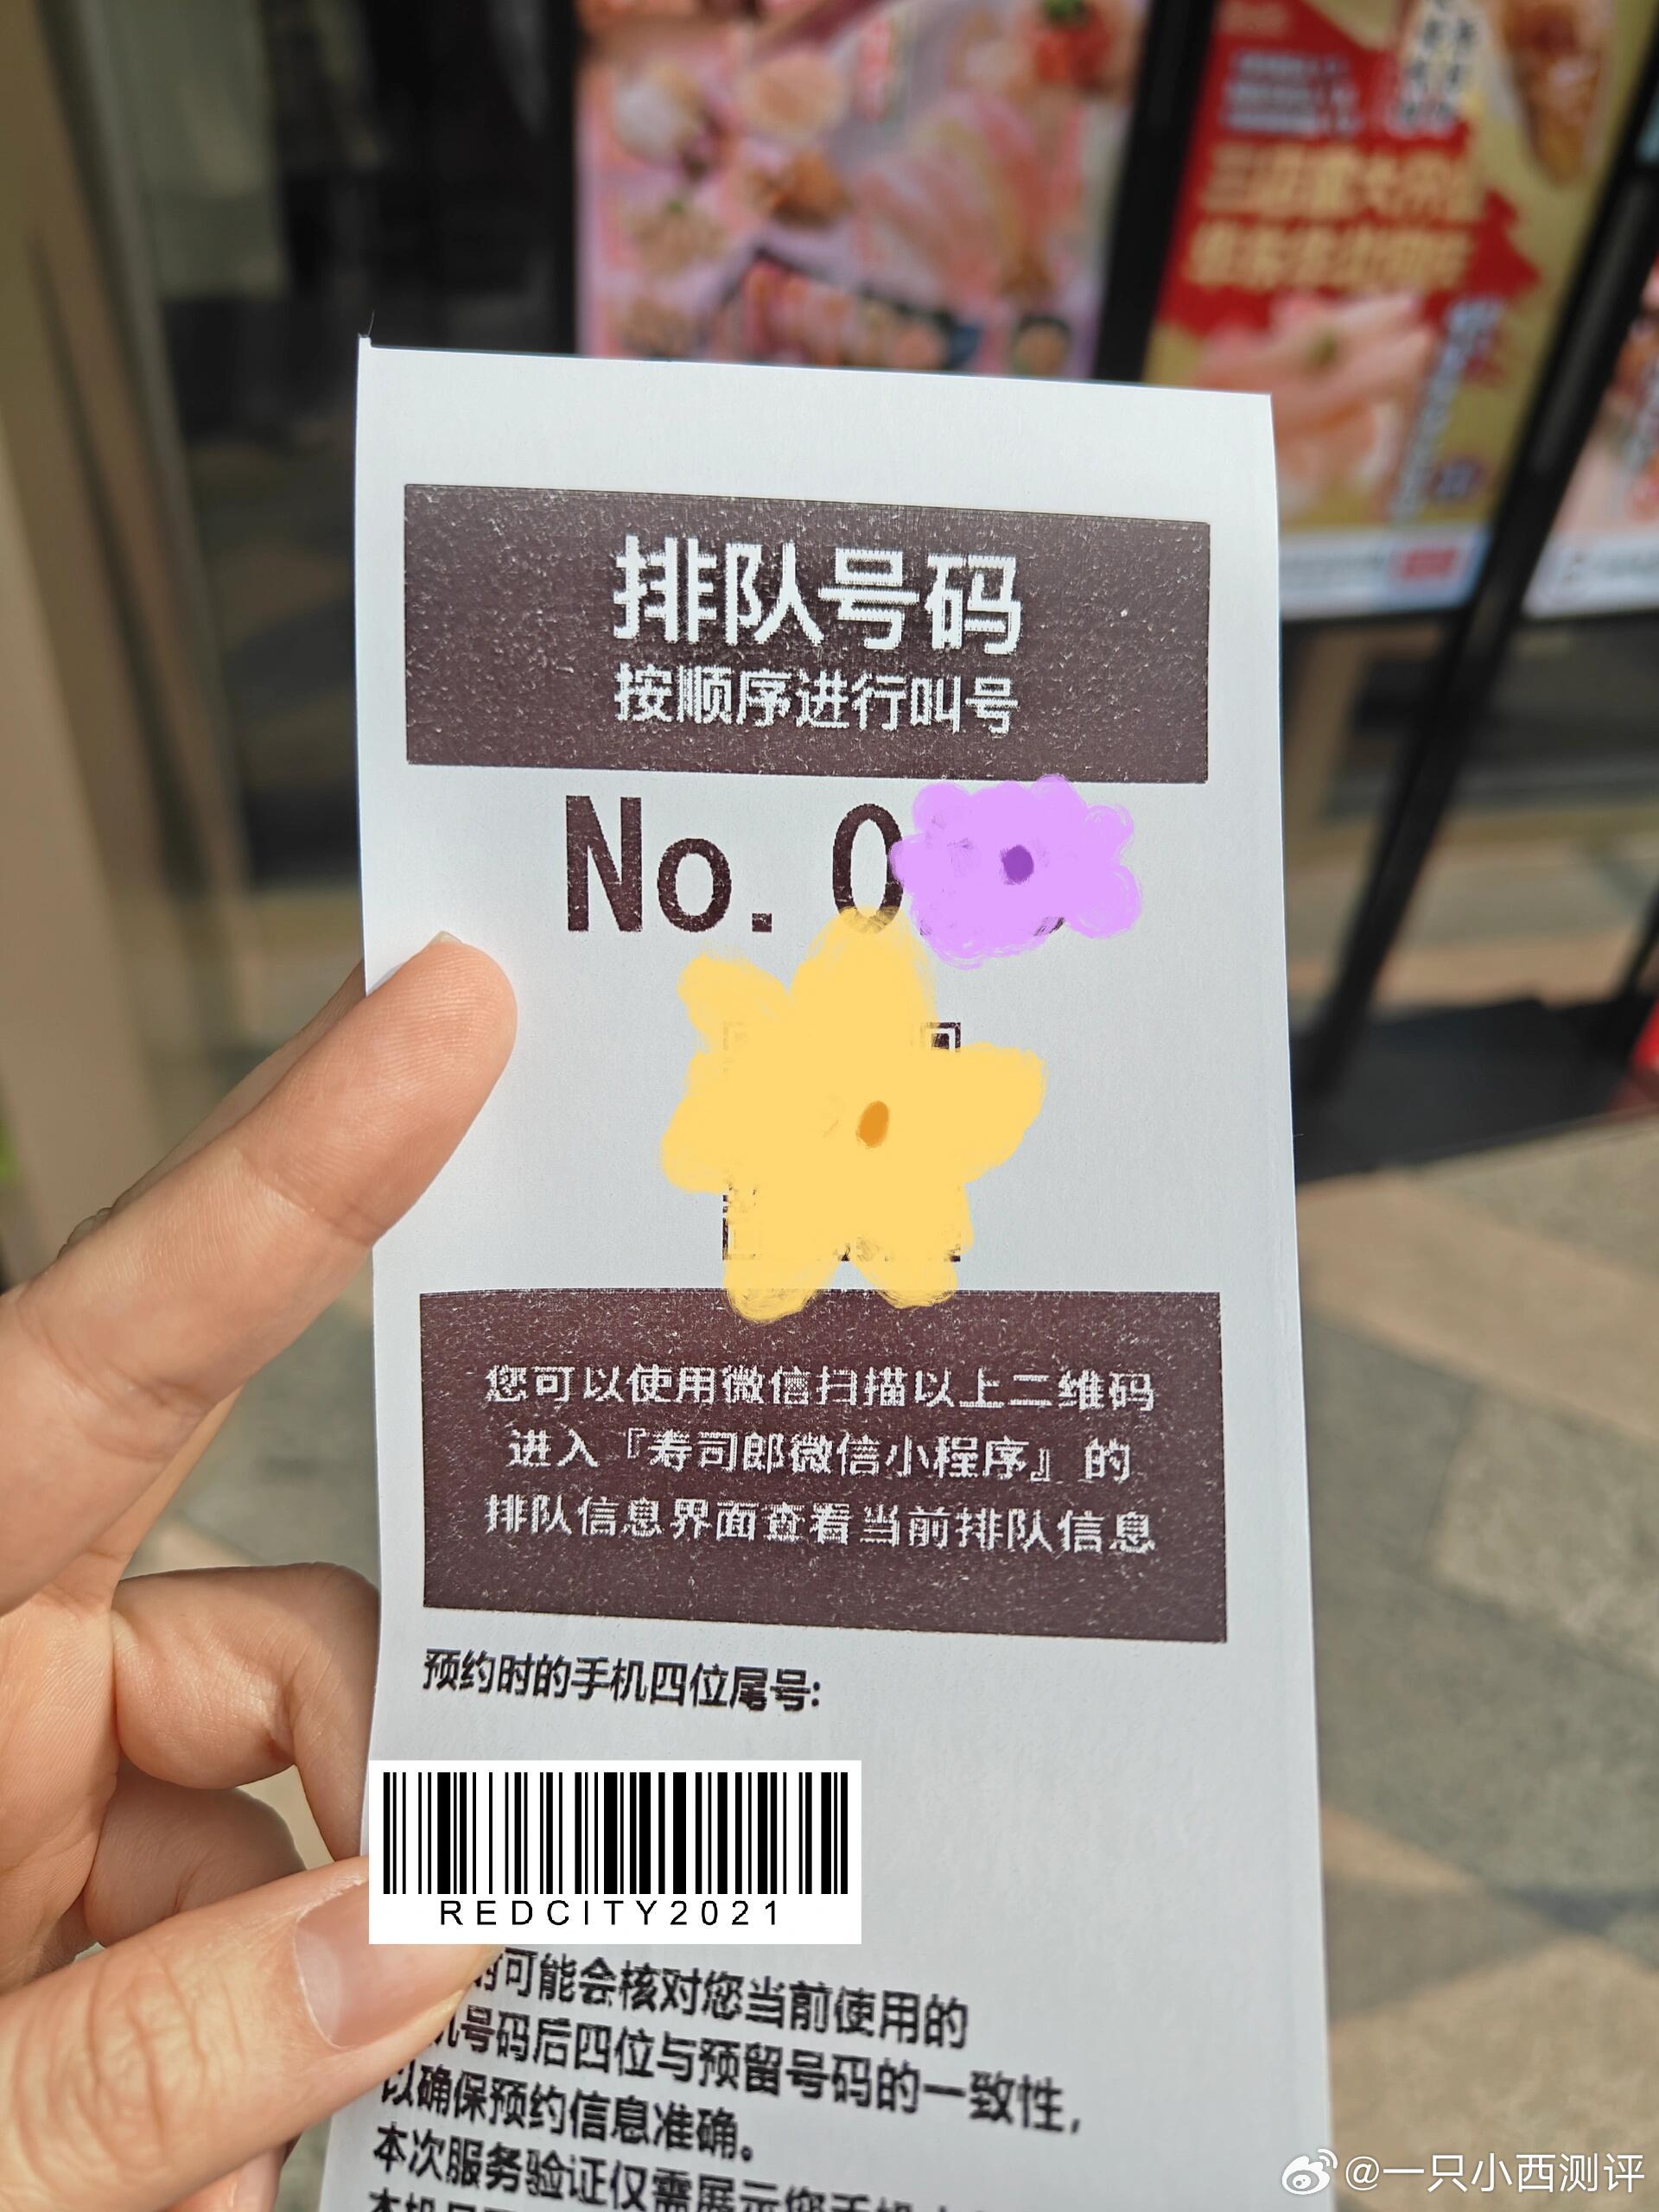 排队号码
按顺序进行叫号
No. 0
您可以使用微信扫描以上二维码
进入『寿司郎微信小程序』的
排队信息界面查看当前排队信息
预约时的手机四位尾号:
REDCITY2021
可能会核对您当前使用的
机号码后四位与预留号码的一致性,
以确保预约信息准确。
本次服务验证仅需展示您手机
@一只小西测评